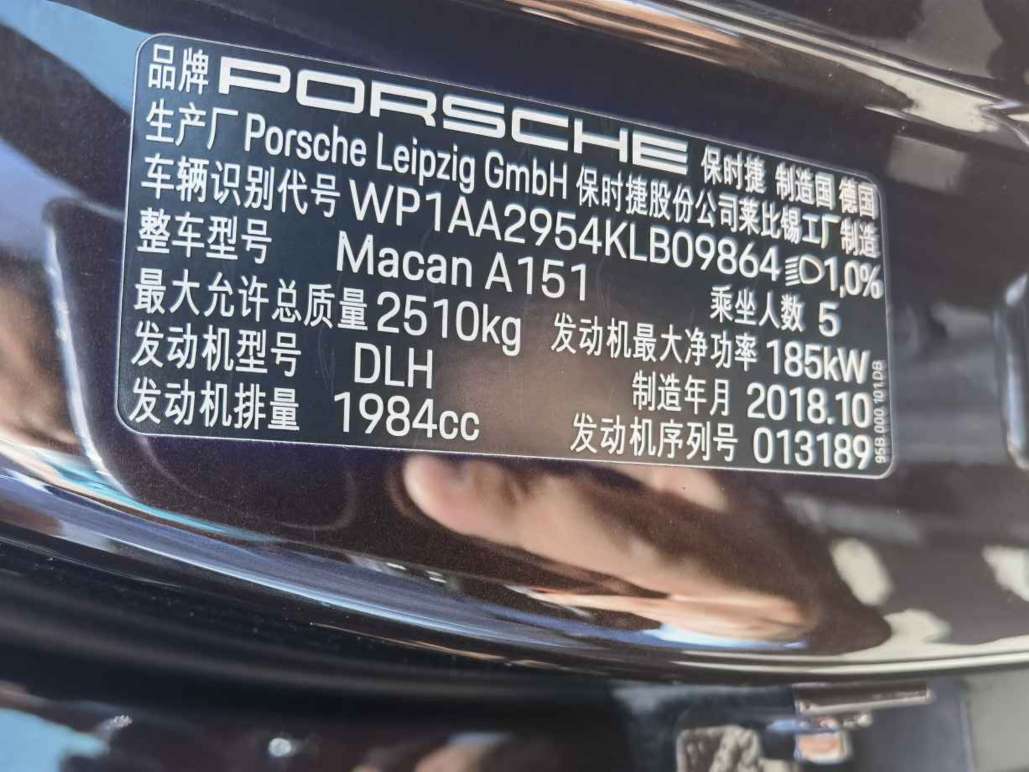 品牌 PORSCHE 保时捷 制造国 德国
生产厂 Porsche Leipzig GmbH 保时捷股份公司莱比锡工厂制造
车辆识别代号 WP1AA2954KLB09864 1,0%
整车型号 Macan A151 乘坐人数 5
最大允许总质量 2510kg 发动机最大净功率 185kW
发动机型号 DLH 制造年月 2018.10
发动机排量 1984cc 发动机序列号 013189
95B.000.101.DB